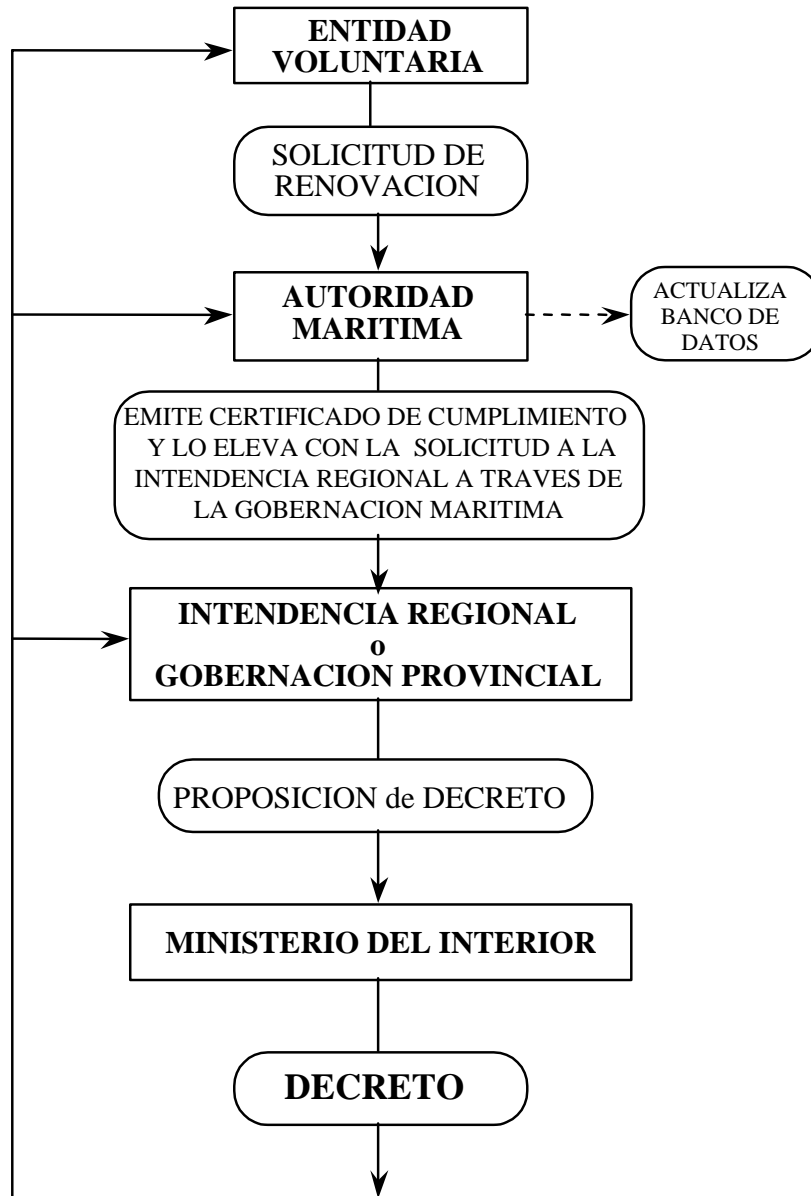 ENTIDAD
VOLUNTARIA
SOLICITUD DE
RENOVACION
AUTORIDAD
MARITIMA
ACTUALIZA
BANCO DE
DATOS
EMITE CERTIFICADO DE CUMPLIMIENTO
Y LO ELEVA CON LA SOLICITUD A LA
INTENDENCIA REGIONAL A TRAVES DE
LA GOBERNACION MARITIMA
INTENDENCIA REGIONAL
o
GOBERNACION PROVINCIAL
PROPOSICION de DECRETO
MINISTERIO DEL INTERIOR
DECRETO